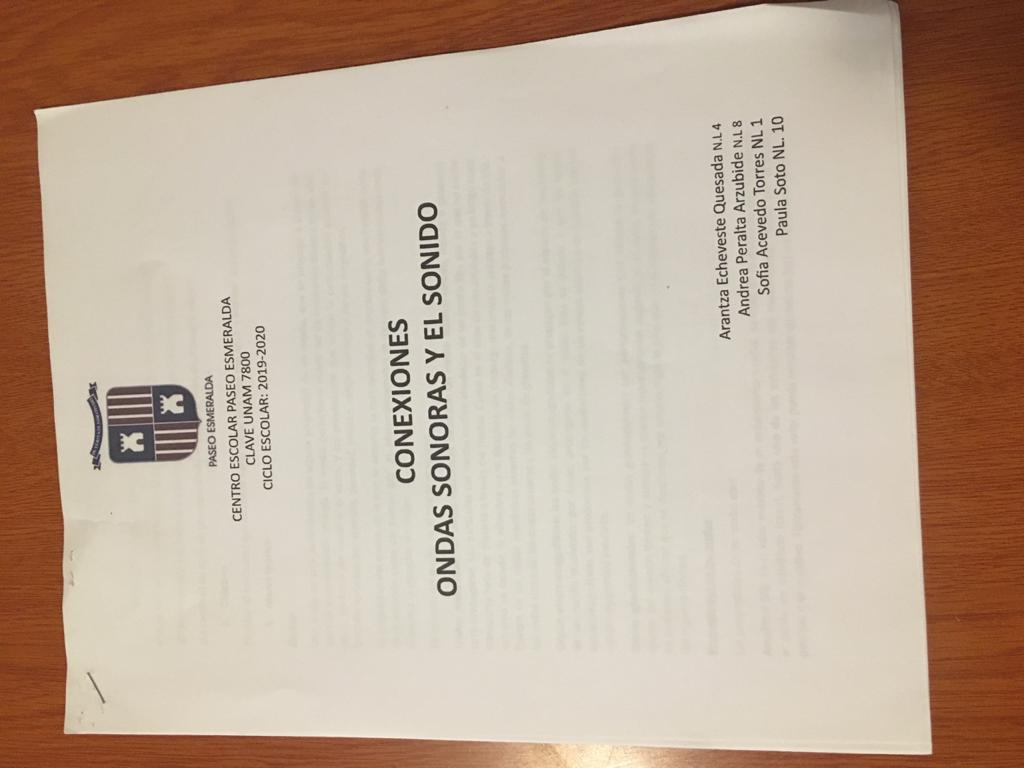 PASEO ESMERALDA
CENTRO ESCOLAR PASEO ESMERALDA
CLAVE UNAM 7800
CICLO ESCOLAR: 2019-2020
CONEXIONES
ONDAS SONORAS Y EL SONIDO
Arantza Echeveste Quesada N.L 4
Andrea Peralta Arzubide N.L 8
Sofia Acevedo Torres NL 1
Paula Soto NL. 10